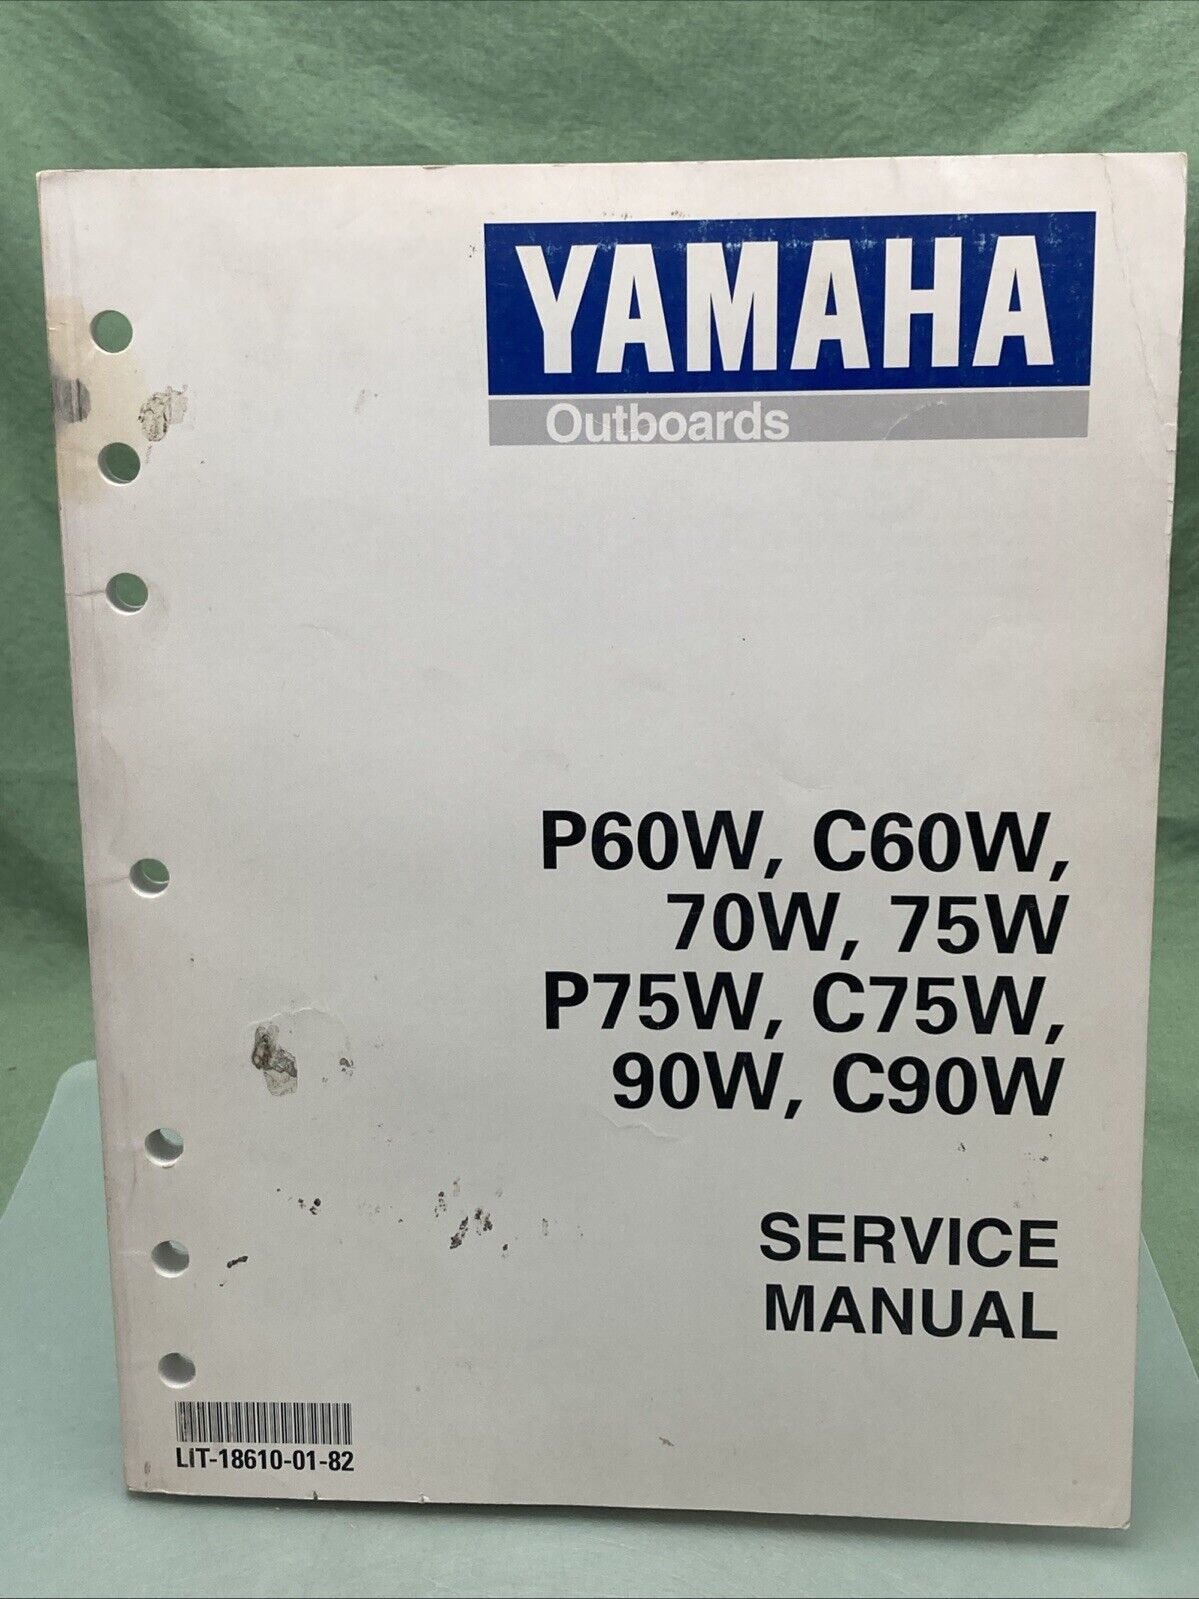 YAMAHA
Outboards
P60W, C60W,
70W, 75W
P75W, C75W,
90W, C90W
SERVICE
MANUAL
LIT-18610-01-82